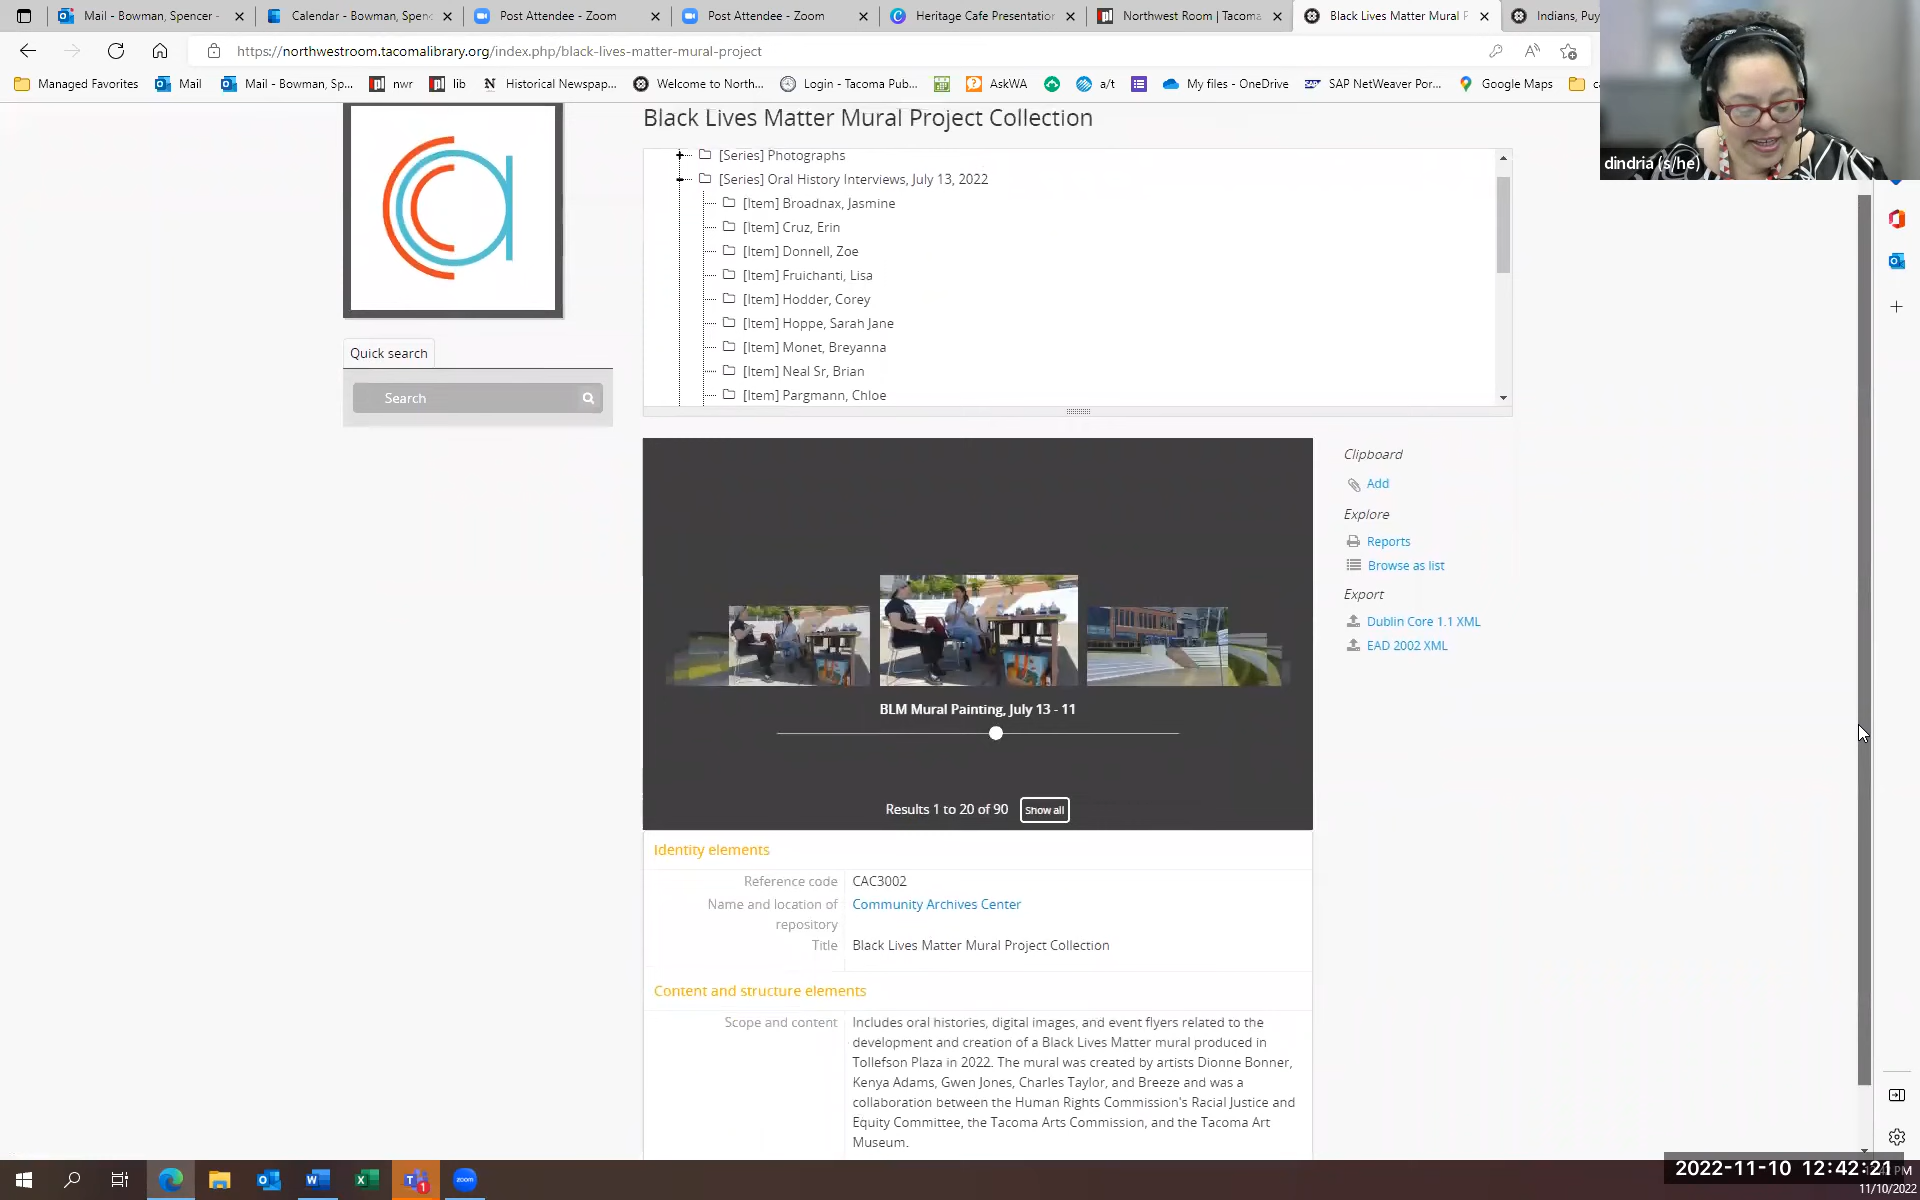 Mail - Bowman, Spencer -
Calendar - Bowman, Spenc
Post Attendee - Zoom
Post Attendee - Zoom
Heritage Cafe Presentation
Northwest Room | Tacoma
Black Lives Matter Mural P
Indians, Puy
https://northwestroom.tacomalibrary.org/index.php/black-lives-matter-mural-project
Managed Favorites
Mail
Mail - Bowman, Sp...
nwr
lib
Historical Newspap...
Welcome to North...
Login - Tacoma Pub...
AskWA
a/t
My files - OneDrive
SAP NetWeaver Por...
Google Maps
dindria (s/he)
Black Lives Matter Mural Project Collection
[Series] Photographs
[Series] Oral History Interviews, July 13, 2022
[Item] Broadnax, Jasmine
[Item] Cruz, Erin
[Item] Donnell, Zoe
[Item] Fruichanti, Lisa
[Item] Hodder, Corey
[Item] Hoppe, Sarah Jane
[Item] Monet, Breyanna
[Item] Neal Sr, Brian
[Item] Pargmann, Chloe
Quick search
Search
BLM Mural Painting, July 13 - 11
Results 1 to 20 of 90
Show all
Clipboard
Add
Explore
Reports
Browse as list
Export
Dublin Core 1.1 XML
EAD 2002 XML
Identity elements
Reference code
CAC3002
Name and location of
repository
Community Archives Center
Title
Black Lives Matter Mural Project Collection
Content and structure elements
Scope and content
Includes oral histories, digital images, and event flyers related to the
development and creation of a Black Lives Matter mural produced in
Tollefson Plaza in 2022. The mural was created by artists Dionne Bonner,
Kenya Adams, Gwen Jones, Charles Taylor, and Breeze and was a
collaboration between the Human Rights Commission's Racial Justice and
Equity Committee, the Tacoma Arts Commission, and the Tacoma Art
Museum.
2022-11-10 12:42:21
11/10/2022